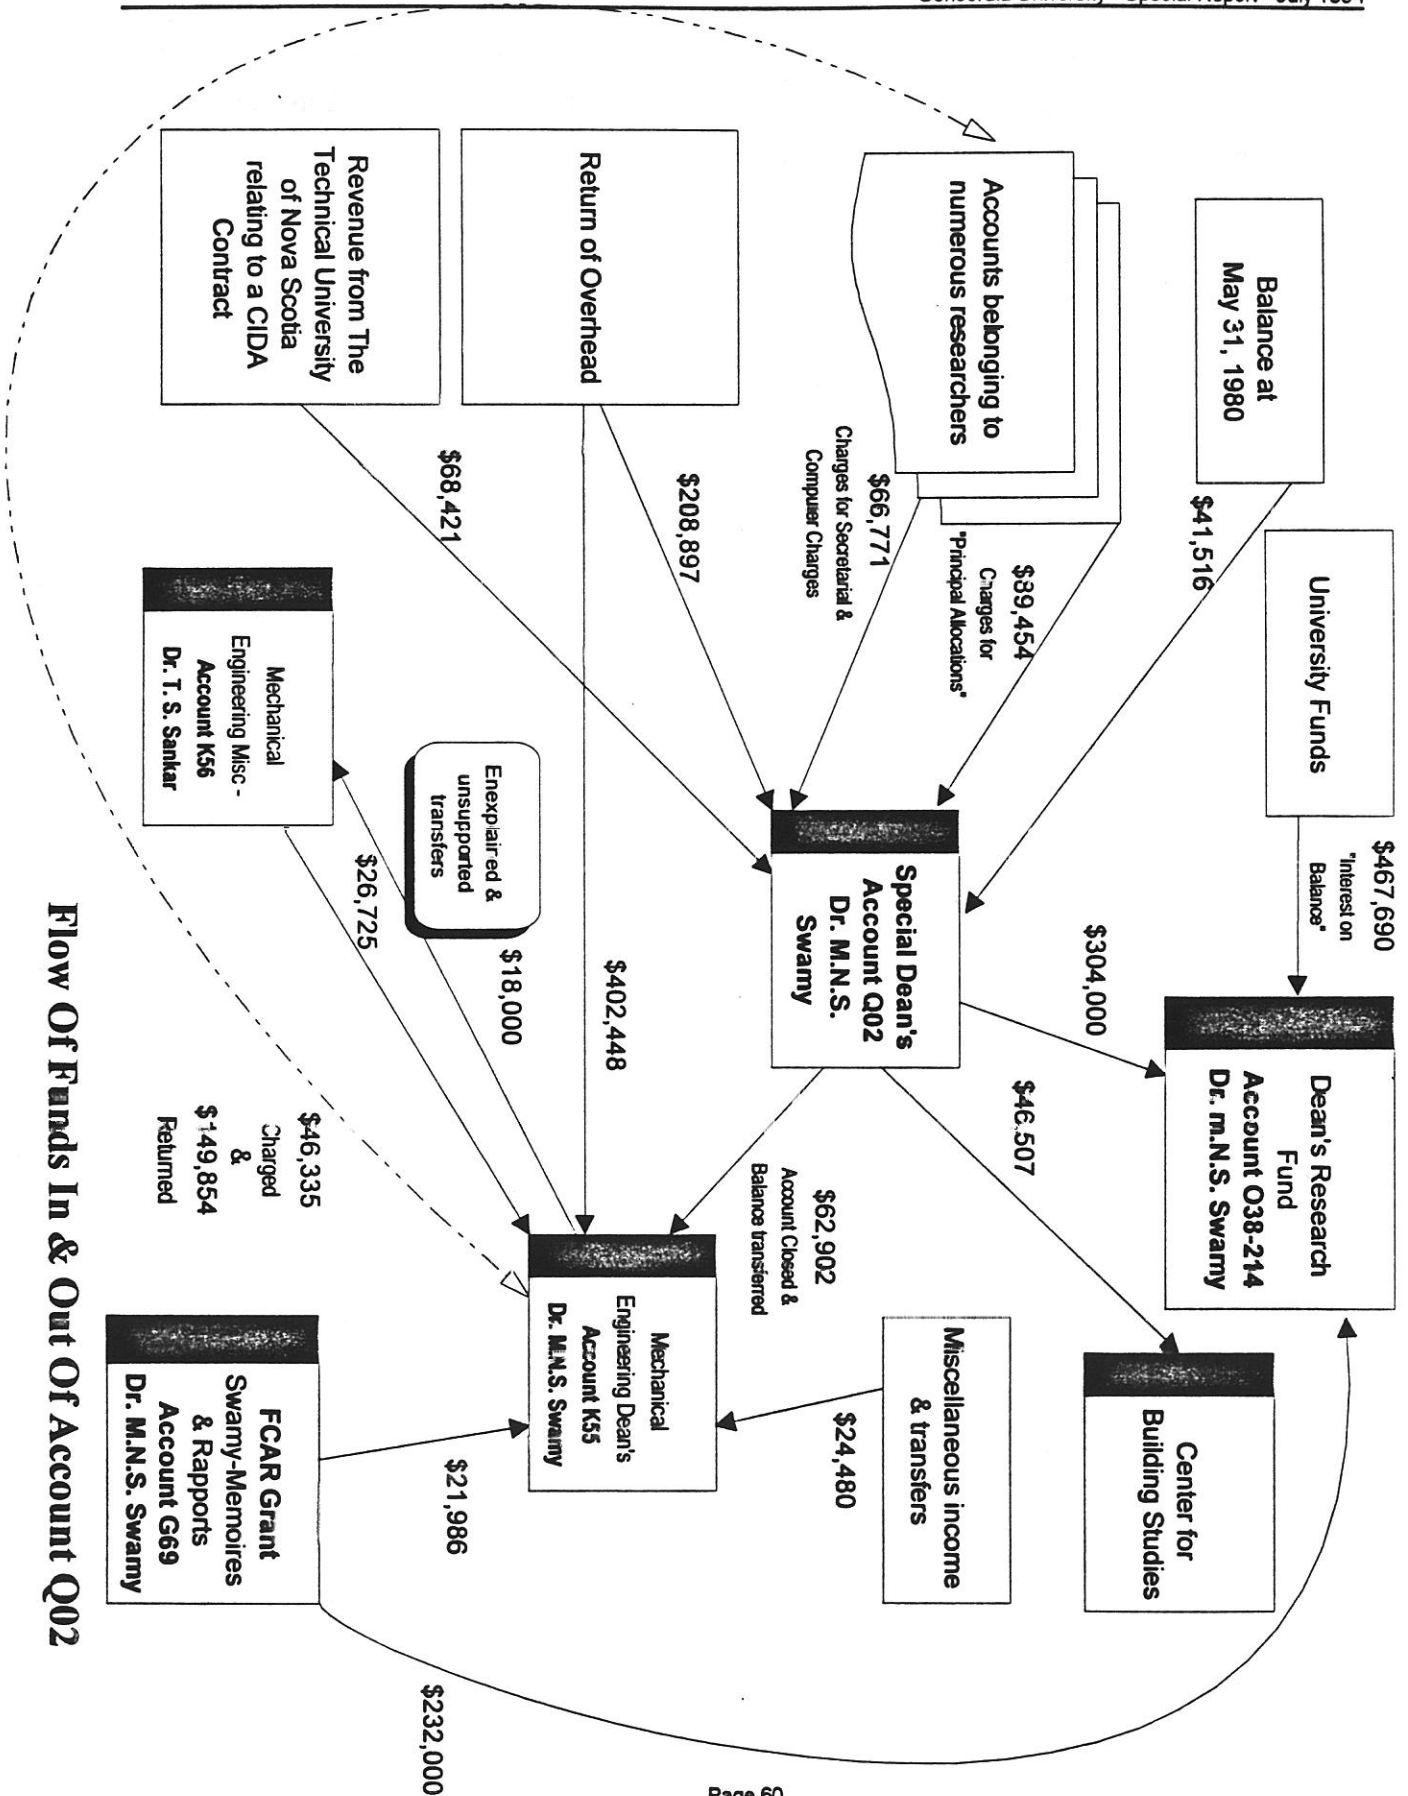 Concordia University - Special Report - July 1994
Balance at
May 31, 1980
$41,516
University Funds
$467,690
"Interest on
Balance"
Dean's Research
Fund
Account O38-214
Dr. m.N.S. Swamy
Accounts belonging to
numerous researchers
$89,454
Charges for
"Principal Allocations"
$66,771
Charges for Secretarial &
Computer Charges
$304,000
$46,507
Center for
Building Studies
Return of Overhead
$208,897
Special Dean's
Account Q02
Dr. M.N.S.
Swamy
$62,902
Account Closed &
Balance transferred
Miscellaneous income
& transfers
$24,480
Revenue from The
Technical University
of Nova Scotia
relating to a CIDA
Contract
$68,421
$402,448
Enexplaired &
unsupported
transfers
$18,000
Mechanical
Engineering Dean's
Account K55
Dr. M.N.S. Swamy
Mechanical
Engineering Misc -
Account K56
Dr. T. S. Sankar
$26,725
$21,986
$232,000
$46,335
Charged
&
$149,854
Returned
FCAR Grant
Swamy-Memoires
& Rapports
Account G69
Dr. M.N.S. Swamy
Flow Of Funds In & Out Of Account Q02
Page 60